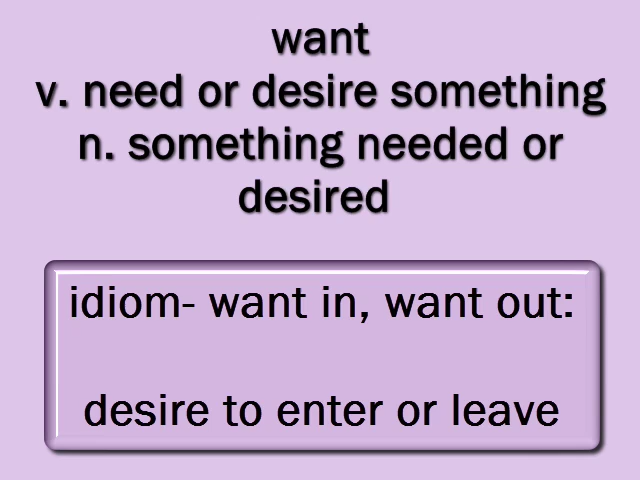 want
v. need or desire something
n. something needed or
desired
idiom- want in, want out:
desire to enter or leave